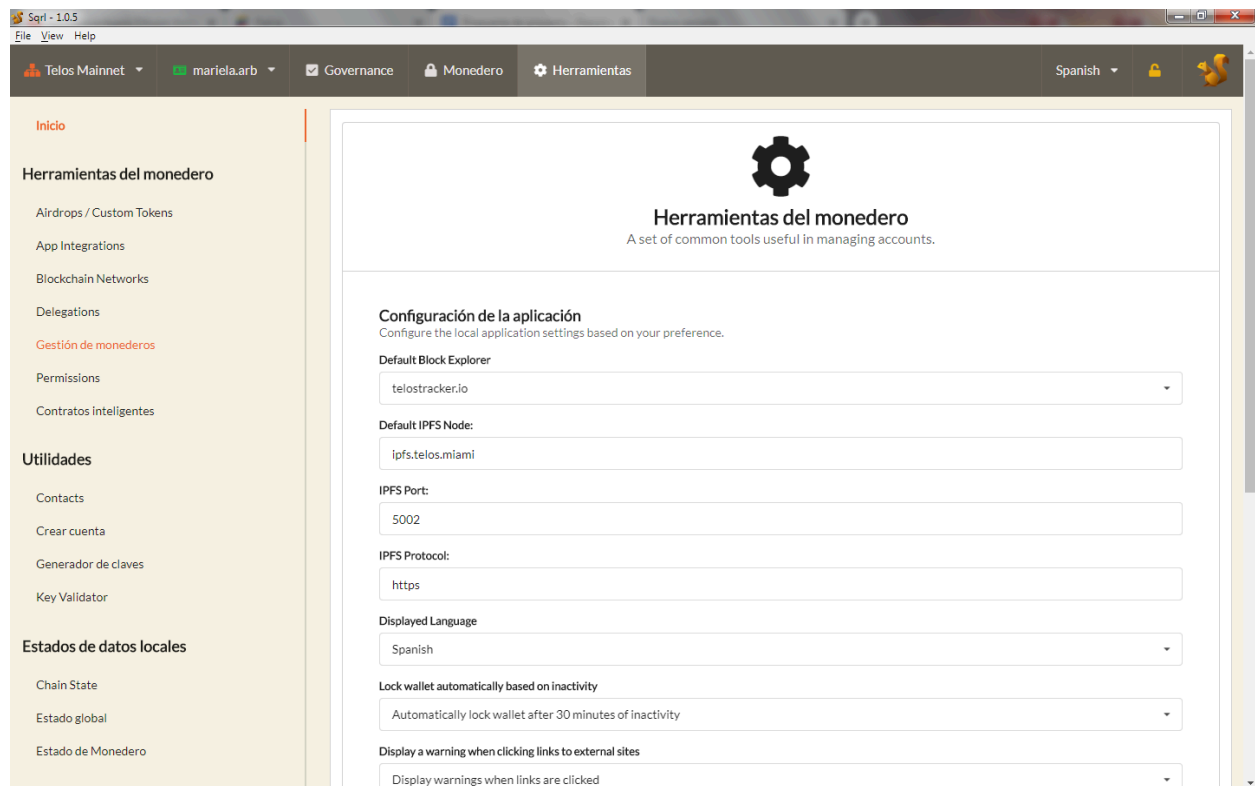 Sqrl - 1.0.5
File View Help
Telos Mainnet mariela.arb Governance Monedero Herramientas Spanish
Inicio
Herramientas del monedero
Airdrops / Custom Tokens
App Integrations
Blockchain Networks
Delegations
Gestión de monederos
Permissions
Contratos inteligentes
Utilidades
Contacts
Crear cuenta
Generador de claves
Key Validator
Estados de datos locales
Chain State
Estado global
Estado de Monedero
Herramientas del monedero
A set of common tools useful in managing accounts.
Configuración de la aplicación
Configure the local application settings based on your preference.
Default Block Explorer
telostracker.io
Default IPFS Node:
ipfs.telos.miami
IPFS Port:
5002
IPFS Protocol:
https
Displayed Language
Spanish
Lock wallet automatically based on inactivity
Automatically lock wallet after 30 minutes of inactivity
Display a warning when clicking links to external sites
Display warnings when links are clicked